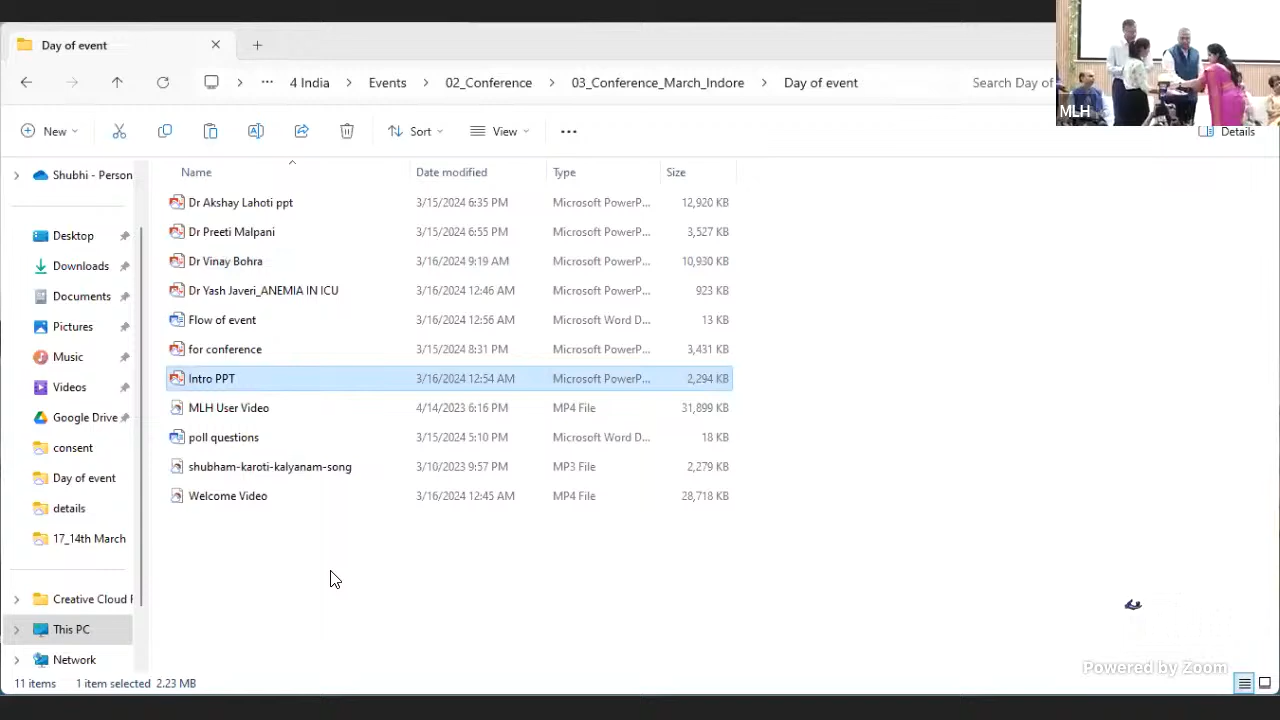 Day of event
4 India > Events > 02_Conference > 03_Conference_March_Indore > Day of event
Search Day of
MLH
New
Sort
View
Details
Name Date modified Type Size
Dr Akshay Lahoti ppt 3/15/2024 6:35 PM Microsoft PowerP... 12,920 KB
Dr Preeti Malpani 3/15/2024 6:55 PM Microsoft PowerP... 3,527 KB
Dr Vinay Bohra 3/16/2024 9:19 AM Microsoft PowerP... 10,930 KB
Dr Yash Javeri_ANEMIA IN ICU 3/16/2024 12:46 AM Microsoft PowerP... 923 KB
Flow of event 3/16/2024 12:56 AM Microsoft Word D... 13 KB
for conference 3/15/2024 8:31 PM Microsoft PowerP... 3,431 KB
Intro PPT 3/16/2024 12:54 AM Microsoft PowerP... 2,294 KB
MLH User Video 4/14/2023 6:16 PM MP4 File 31,899 KB
poll questions 3/15/2024 5:10 PM Microsoft Word D... 18 KB
shubham-karoti-kalyanam-song 3/10/2023 9:57 PM MP3 File 2,279 KB
Welcome Video 3/16/2024 12:45 AM MP4 File 28,718 KB
Shubhi - Person
Desktop
Downloads
Documents
Pictures
Music
Videos
Google Drive
consent
Day of event
details
17_14th March
Creative Cloud F
This PC
Network
11 items 1 item selected 2.23 MB
Powered by Zoom